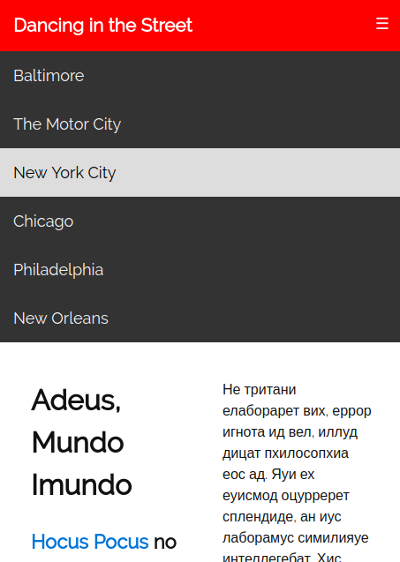 Dancing in the Street
☰
Baltimore
The Motor City
New York City
Chicago
Philadelphia
New Orleans
Adeus,
Mundo
Imundo
Hocus Pocus no
Не тритани
елаборарет вих, еррор
игнота ид вел, иллуд
дицат пхилосопхиа
еос ад. Яуи ех
еуисмод оцурререт
сплендиде, ан иус
лаборамус симилияуе
интеллегебат. Хис